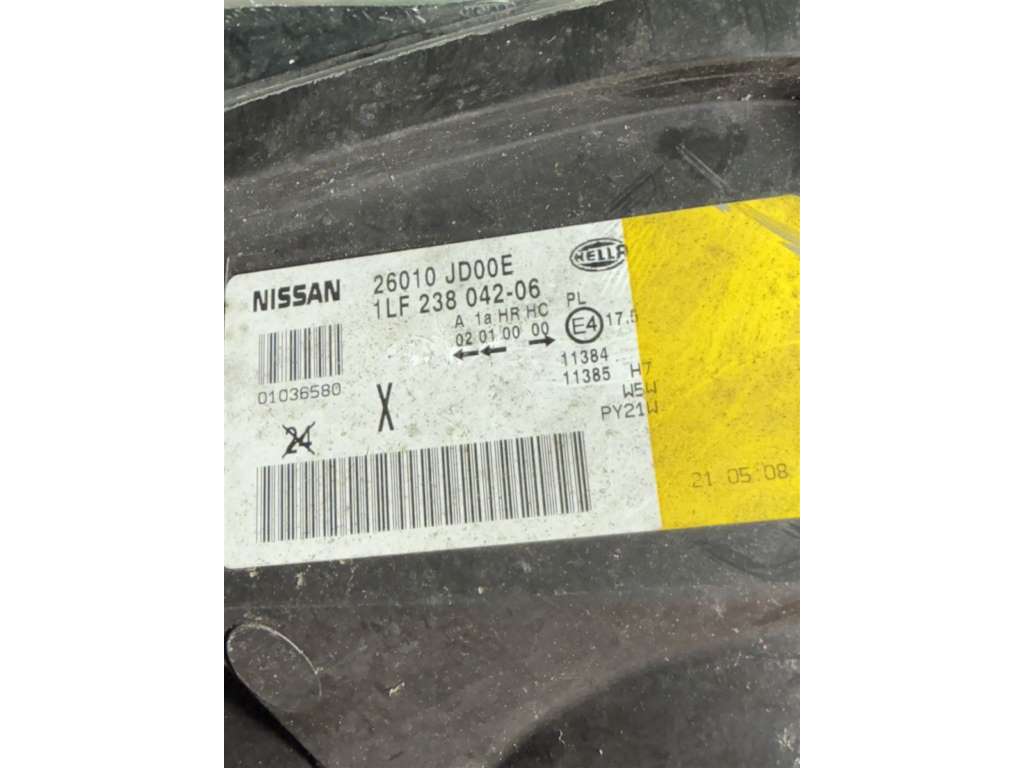 NISSAN 26010 JD00E HELLA
1LF 238 042-06
A 1a HR HC PL
02 01 00 00 E4 17.5
01036580 11384
11385 H7
W5W
24 X PY21W
21 05 08